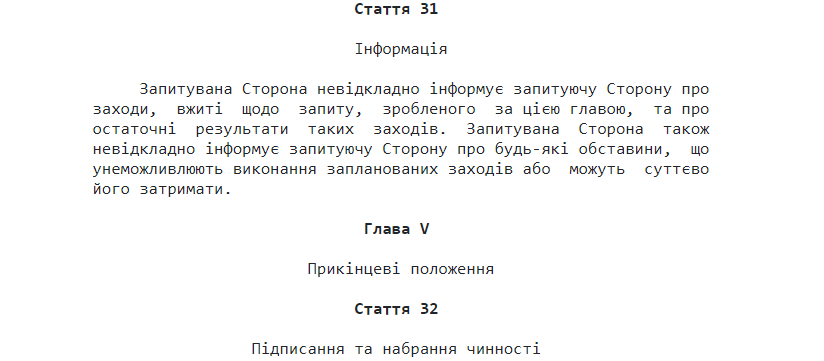 Стаття 31
Інформація
Запитувана Сторона невідкладно інформує запитуючу Сторону про
заходи, вжиті щодо запиту, зробленого за цією главою, та про
остаточні результати таких заходів. Запитувана Сторона також
невідкладно інформує запитуючу Сторону про будь-які обставини, що
унеможливлюють виконання запланованих заходів або можуть суттєво
його затримати.
Глава V
Прикінцеві положення
Стаття 32
Підписання та набрання чинності